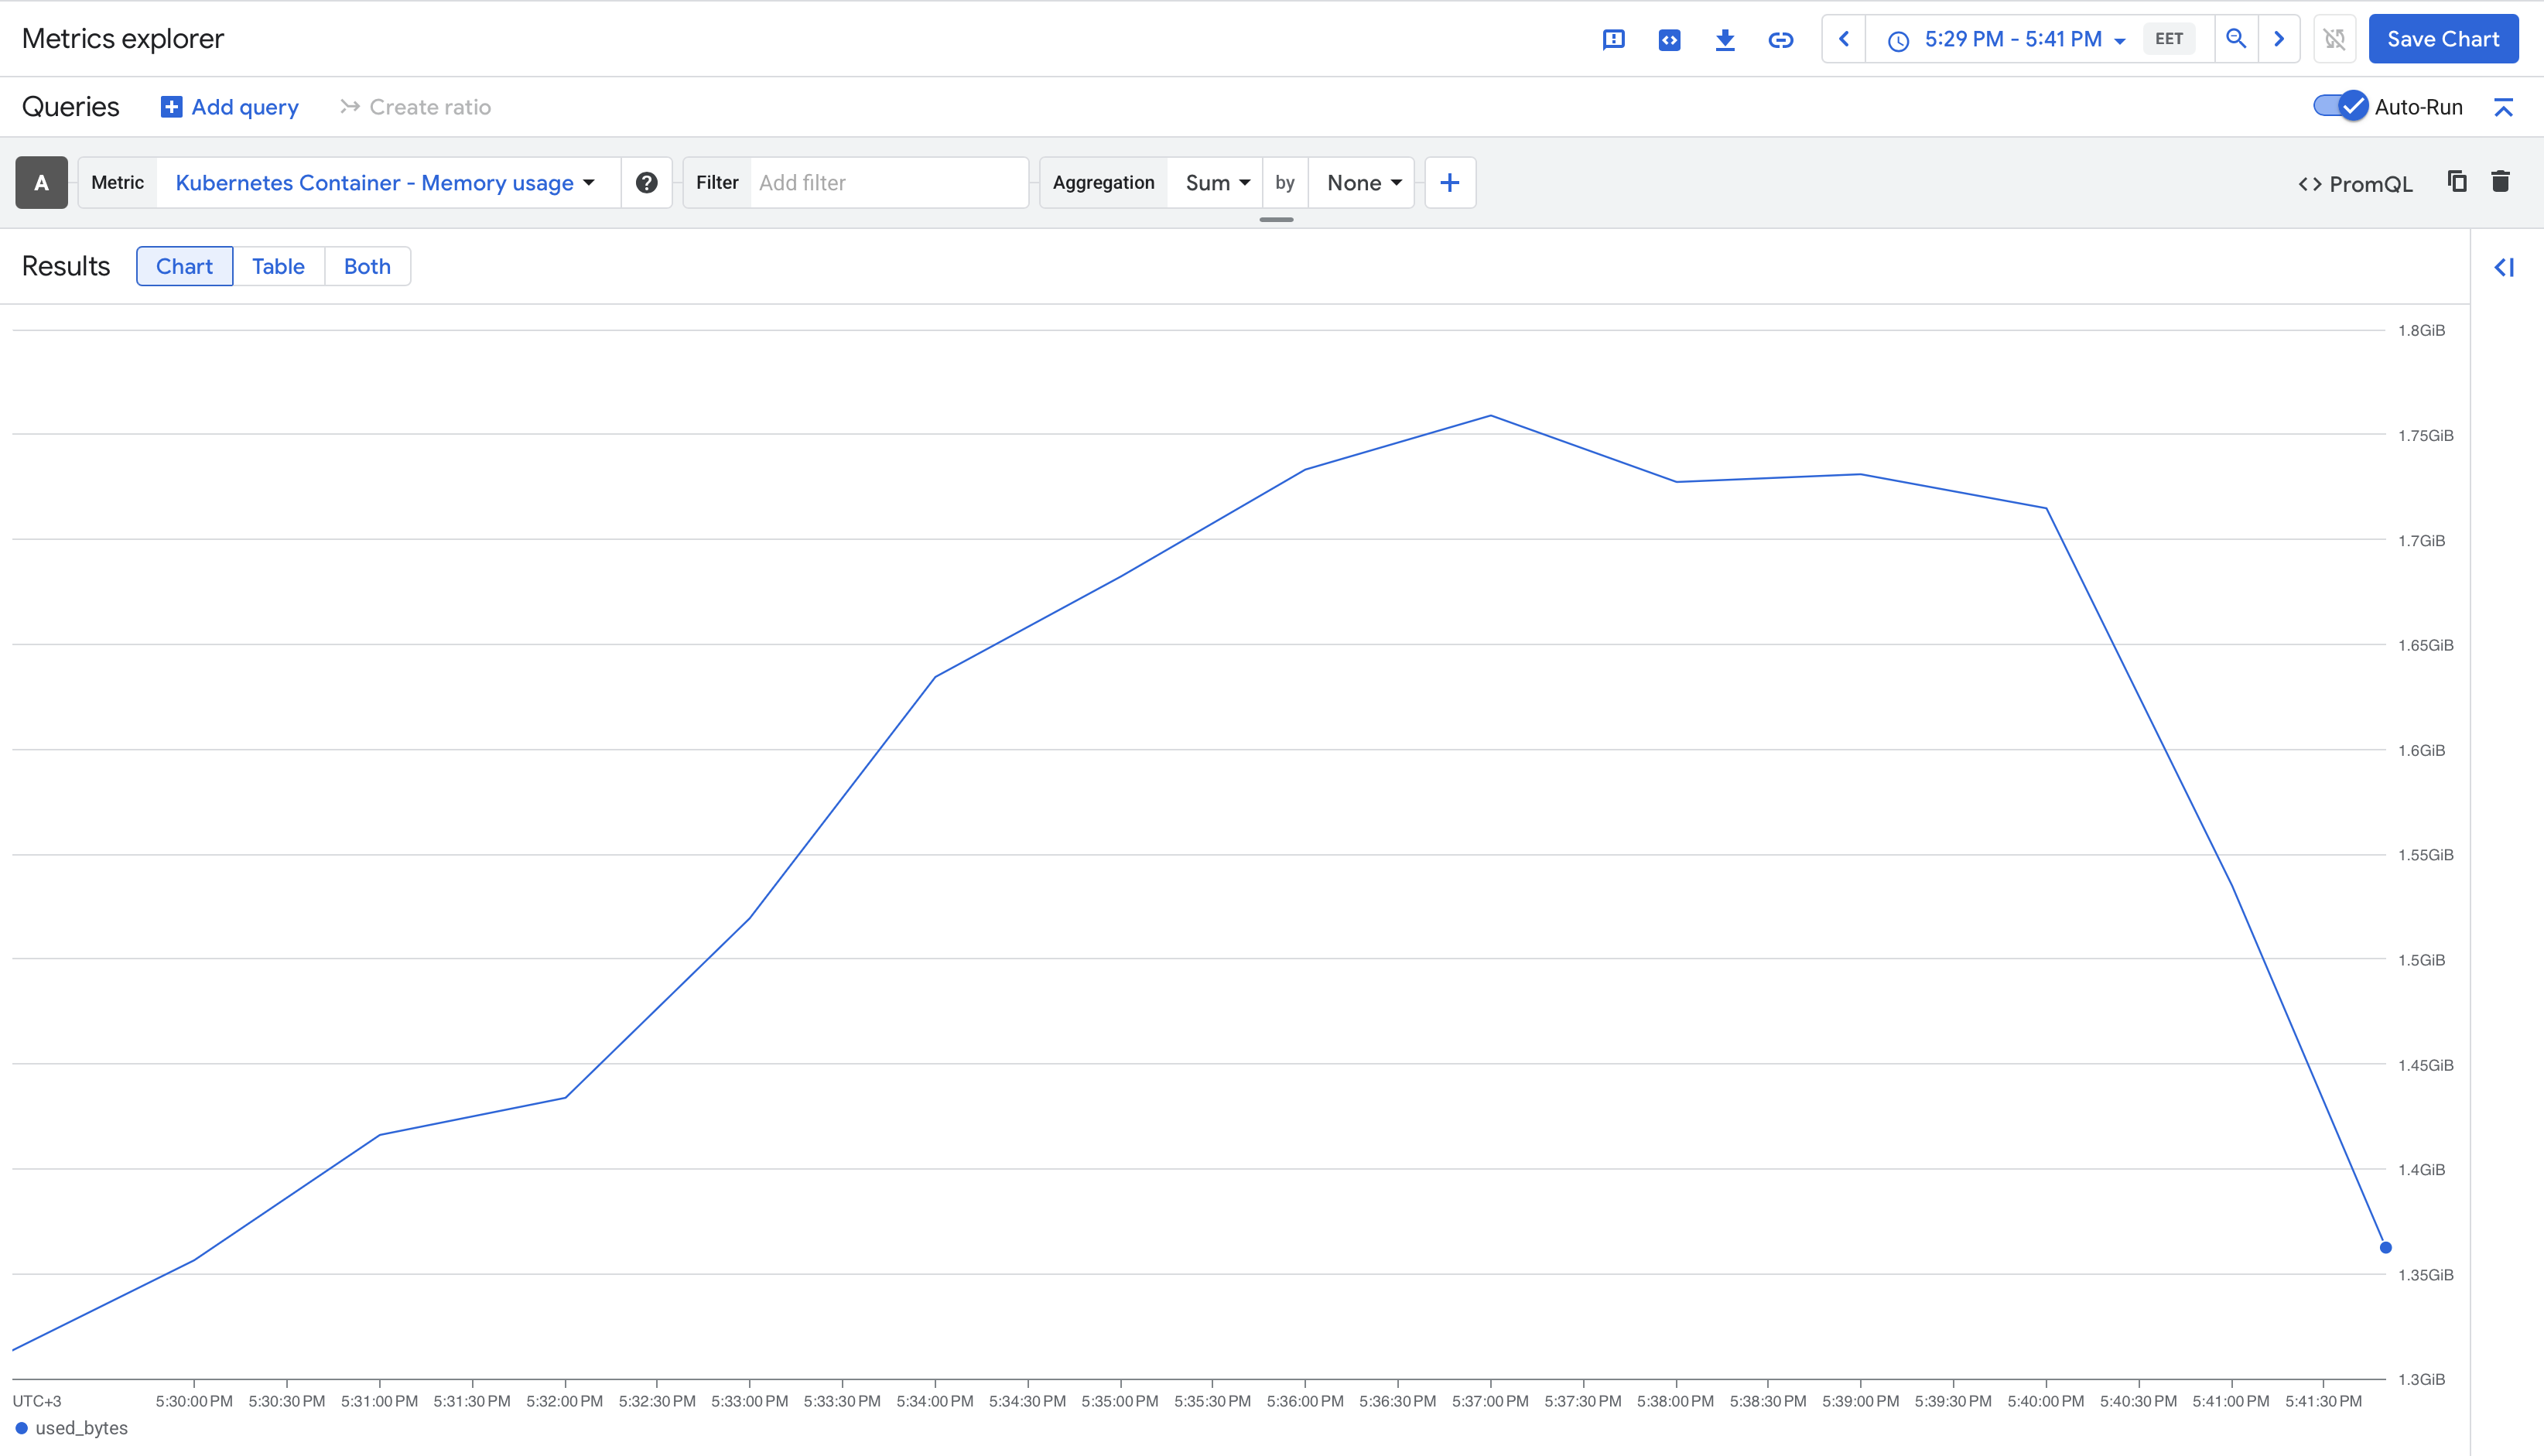 Metrics explorer
5:29 PM - 5:41 PM EET
Save Chart
Queries
Add query
Create ratio
Auto-Run
A
Metric
Kubernetes Container - Memory usage
Filter
Add filter
Aggregation
Sum
by
None
PromQL
Results
Chart
Table
Both
1.8GiB
1.75GiB
1.7GiB
1.65GiB
1.6GiB
1.55GiB
1.5GiB
1.45GiB
1.4GiB
1.35GiB
1.3GiB
UTC+3 5:30:00 PM 5:30:30 PM 5:31:00 PM 5:31:30 PM 5:32:00 PM 5:32:30 PM 5:33:00 PM 5:33:30 PM 5:34:00 PM 5:34:30 PM 5:35:00 PM 5:35:30 PM 5:36:00 PM 5:36:30 PM 5:37:00 PM 5:37:30 PM 5:38:00 PM 5:38:30 PM 5:39:00 PM 5:39:30 PM 5:40:00 PM 5:40:30 PM 5:41:00 PM 5:41:30 PM
used_bytes